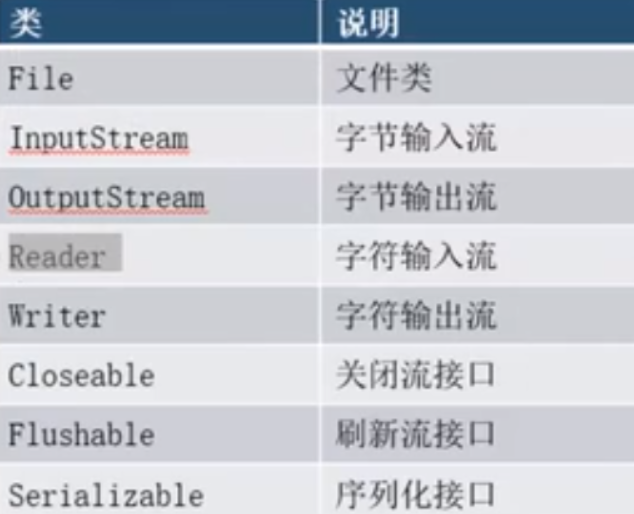 类 说明
File 文件类
InputStream 字节输入流
OutputStream 字节输出流
Reader 字符输入流
Writer 字符输出流
Closeable 关闭流接口
Flushable 刷新流接口
Serializable 序列化接口